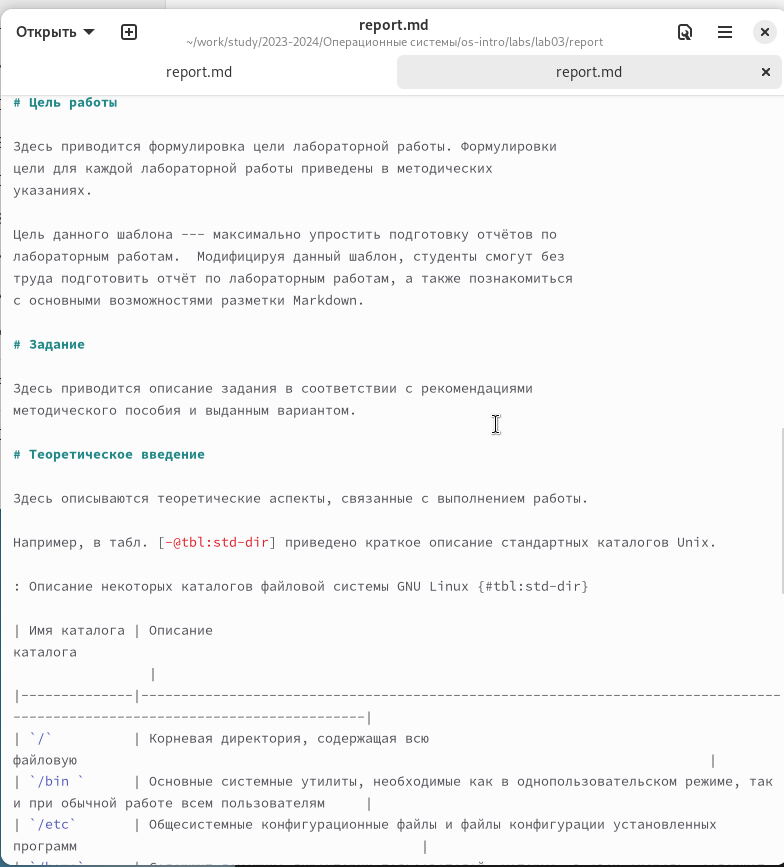 Открыть
report.md
~/work/study/2023-2024/Операционные системы/os-intro/labs/lab03/report
report.md
report.md
# Цель работы
Здесь приводится формулировка цели лабораторной работы. Формулировки
цели для каждой лабораторной работы приведены в методических
указаниях.
Цель данного шаблона --- максимально упростить подготовку отчётов по
лабораторным работам.  Модифицируя данный шаблон, студенты смогут без
труда подготовить отчёт по лабораторным работам, а также познакомиться
с основными возможностями разметки Markdown.
# Задание
Здесь приводится описание задания в соответствии с рекомендациями
методического пособия и выданным вариантом.
# Теоретическое введение
Здесь описываются теоретические аспекты, связанные с выполнением работы.
Например, в табл. [-@tbl:std-dir] приведено краткое описание стандартных каталогов Unix.
: Описание некоторых каталогов файловой системы GNU Linux {#tbl:std-dir}
| Имя каталога | Описание
каталога
|
|--------------|--------------------------------------------------------------------------------
--------------------------------------------|
| `/`          | Корневая директория, содержащая всю
файловую                                                                               |
| `/bin `      | Основные системные утилиты, необходимые как в однопользовательском режиме, так
и при обычной работе всем пользователям     |
| `/etc`       | Общесистемные конфигурационные файлы и файлы конфигурации установленных
программ                                           |